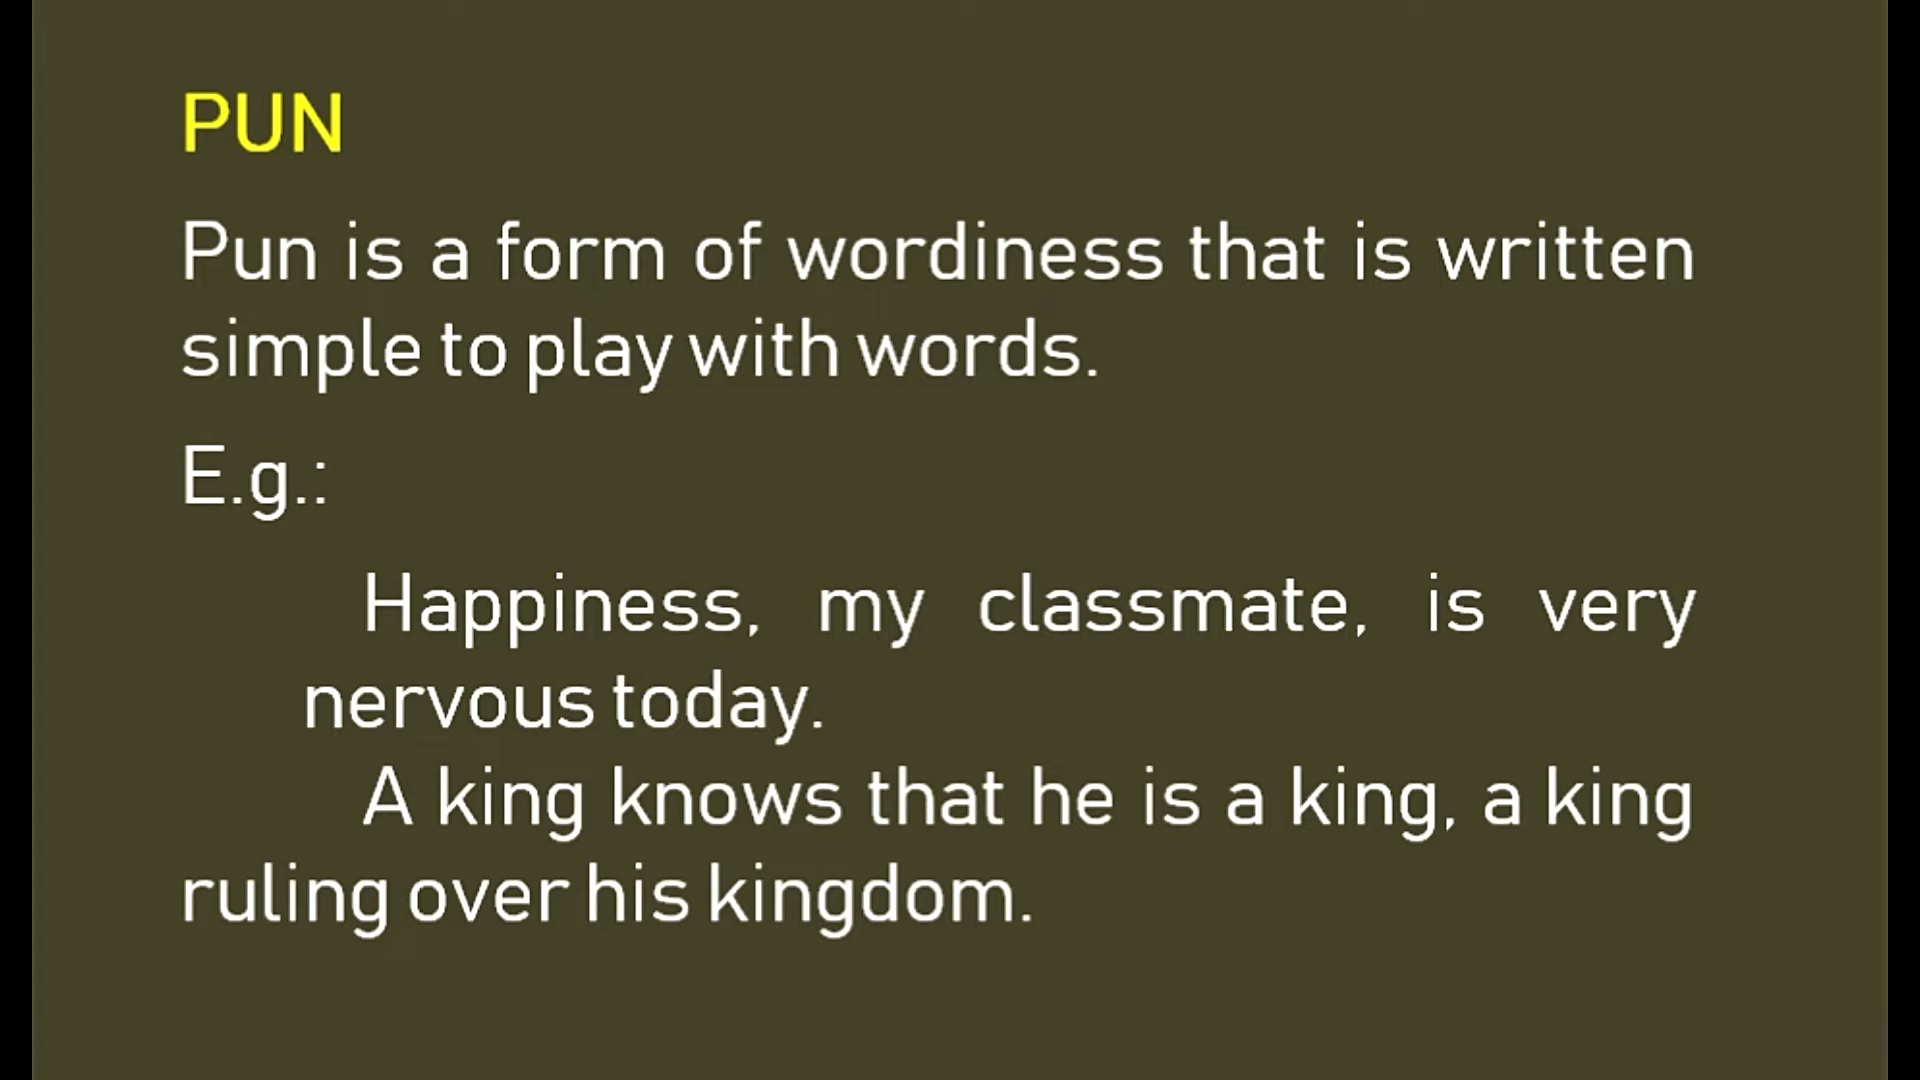 PUN
Pun is a form of wordiness that is written
simple to play with words.
E.g.:
Happiness, my classmate, is very
nervous today.
A king knows that he is a king, a king
ruling over his kingdom.